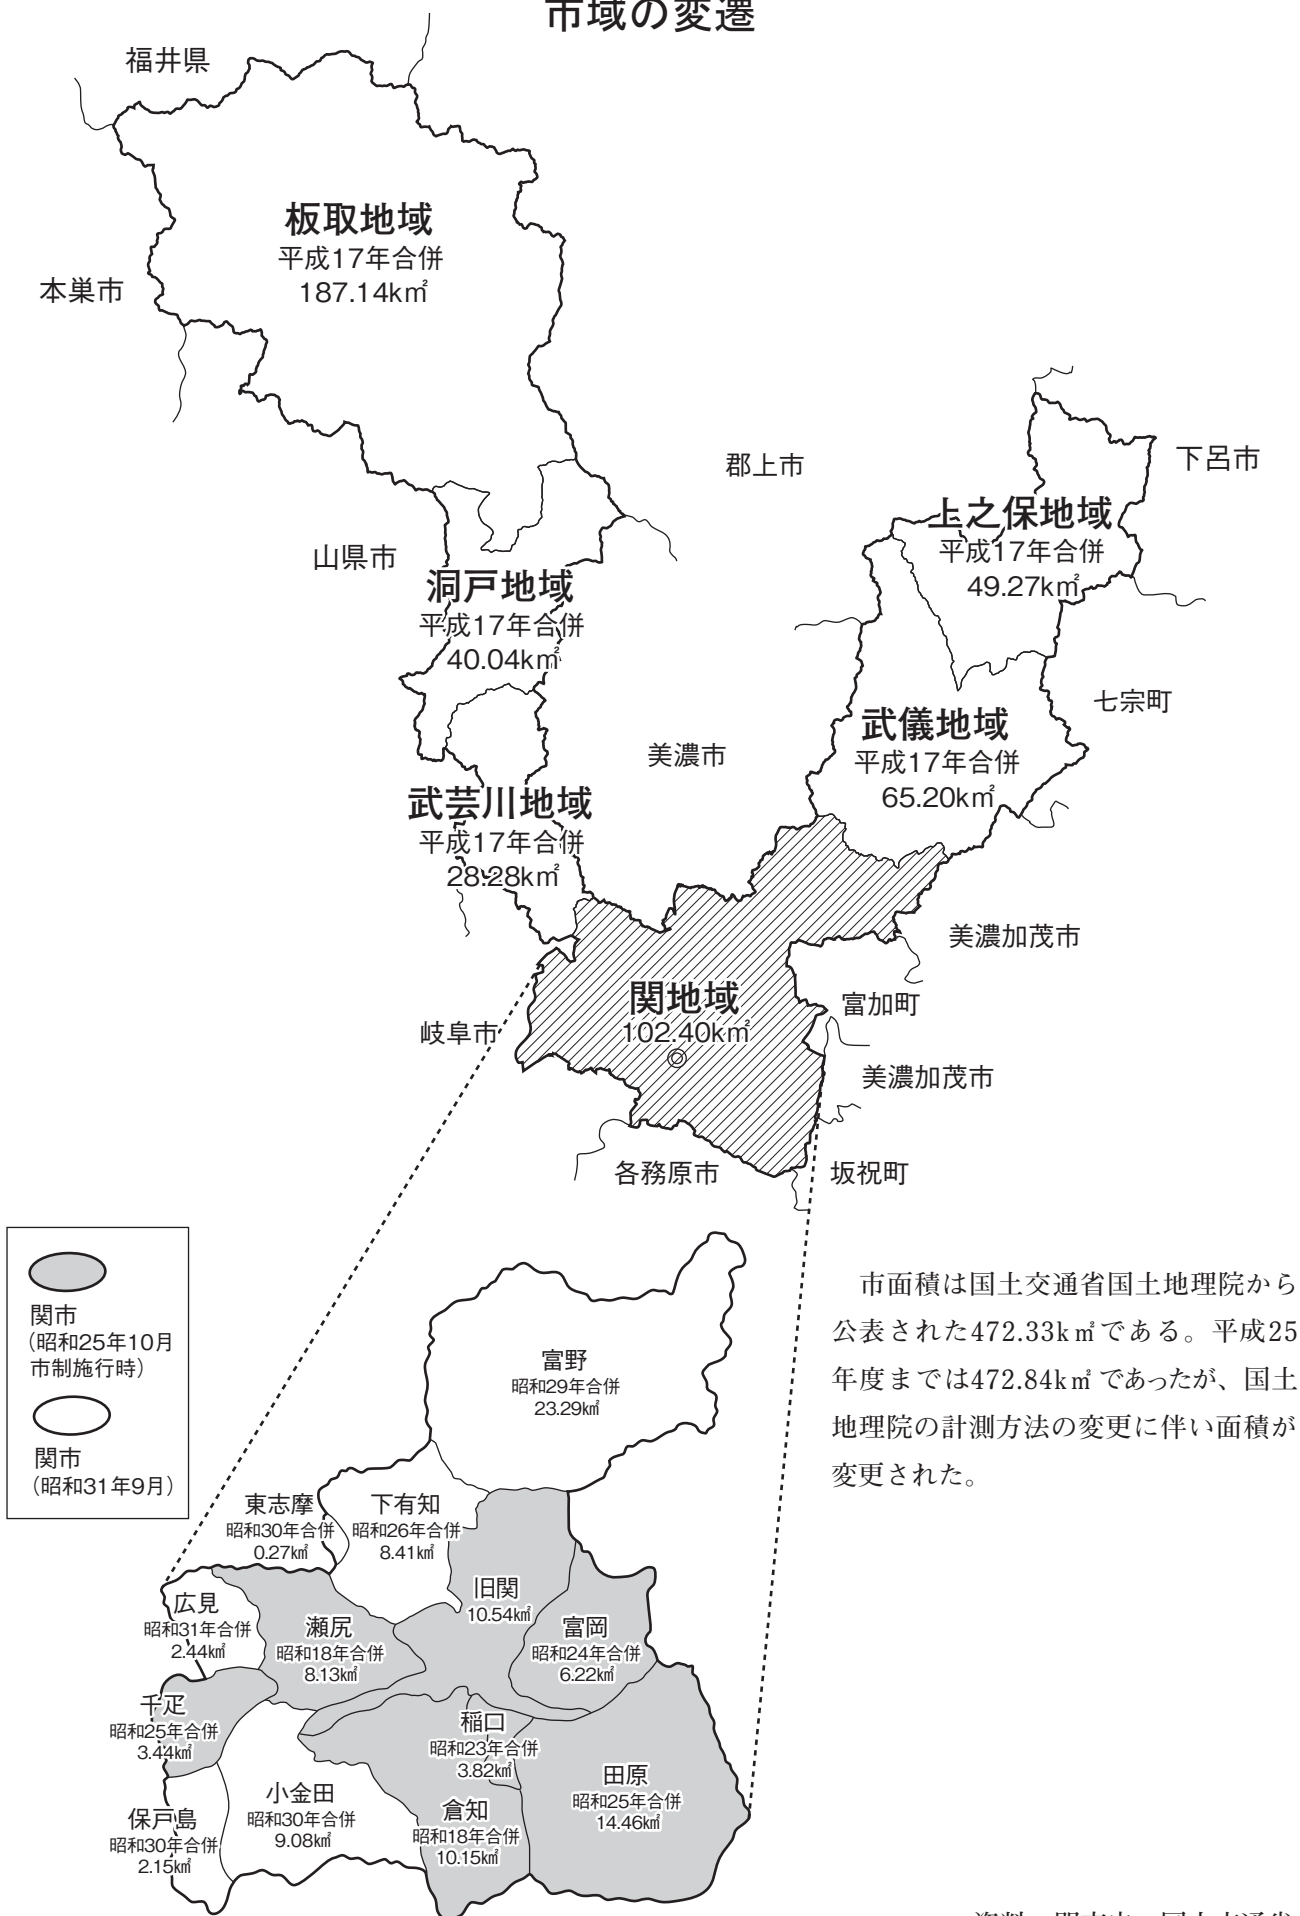 市域の変遷
福井県
板取地域
平成17年合併
187.14k㎡
本巣市
郡上市
下呂市
上之保地域
平成17年合併
49.27k㎡
山県市
洞戸地域
平成17年合併
40.04k㎡
七宗町
武儀地域
平成17年合併
65.20k㎡
美濃市
武芸川地域
平成17年合併
28.28k㎡
美濃加茂市
関地域
102.40k㎡
富加町
岐阜市
美濃加茂市
各務原市
坂祝町
関市
(昭和25年10月
市制施行時)
関市
(昭和31年9月)
市面積は国土交通省国土地理院から
公表された472.33k㎡である。平成25
年度までは472.84k㎡であったが、国土
地理院の計測方法の変更に伴い面積が
変更された。
富野
昭和29年合併
23.29k㎡
東志摩
昭和30年合併
0.27k㎡
下有知
昭和26年合併
8.41k㎡
旧関
10.54k㎡
広見
昭和31年合併
2.44k㎡
瀬尻
昭和18年合併
8.13k㎡
富岡
昭和24年合併
6.22k㎡
千疋
昭和25年合併
3.44k㎡
稲口
昭和23年合併
3.82k㎡
田原
昭和25年合併
14.46k㎡
小金田
昭和30年合併
9.08k㎡
倉知
昭和18年合併
10.15k㎡
保戸島
昭和30年合併
2.15k㎡